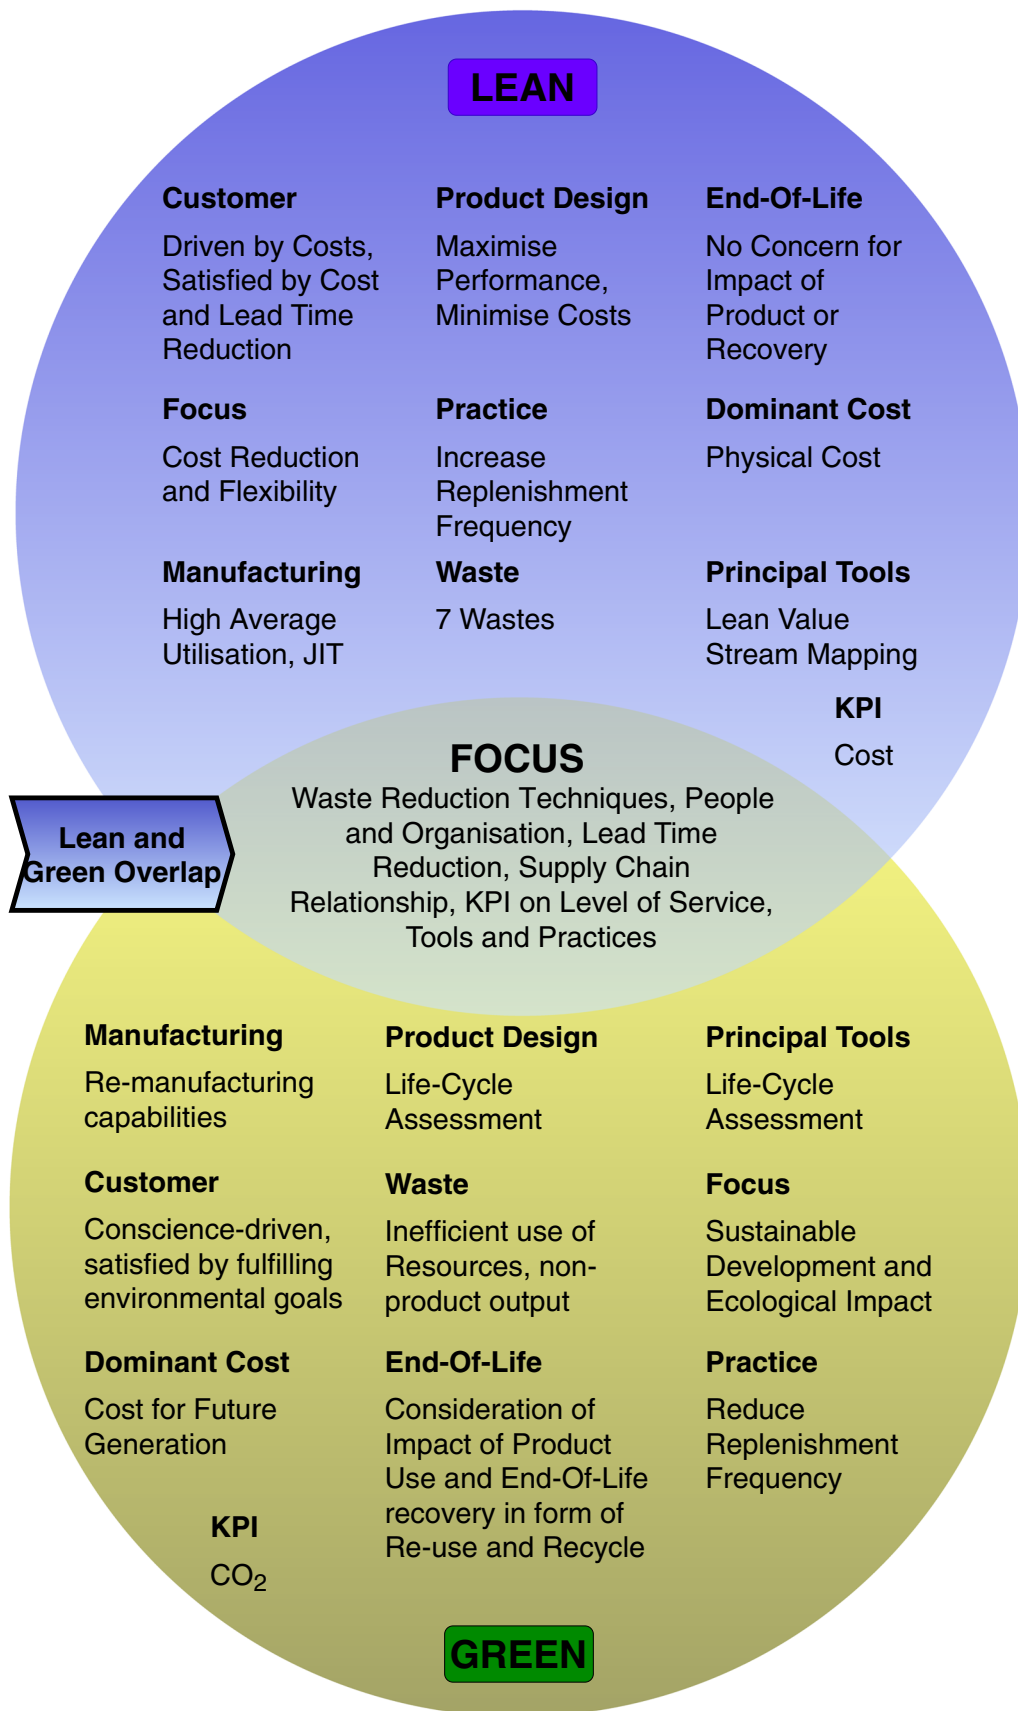 LEAN
Customer
Driven by Costs,
Satisfied by Cost
and Lead Time
Reduction
Product Design
Maximise
Performance,
Minimise Costs
End-Of-Life
No Concern for
Impact of
Product or
Recovery
Focus
Cost Reduction
and Flexibility
Practice
Increase
Replenishment
Frequency
Dominant Cost
Physical Cost
Manufacturing
High Average
Utilisation, JIT
Waste
7 Wastes
Principal Tools
Lean Value
Stream Mapping
KPI
Cost
FOCUS
Waste Reduction Techniques, People
and Organisation, Lead Time
Reduction, Supply Chain
Relationship, KPI on Level of Service,
Tools and Practices
Lean and
Green Overlap
Manufacturing
Re-manufacturing
capabilities
Product Design
Life-Cycle
Assessment
Principal Tools
Life-Cycle
Assessment
Customer
Conscience-driven,
satisfied by fulfilling
environmental goals
Waste
Inefficient use of
Resources, non-
product output
Focus
Sustainable
Development and
Ecological Impact
Dominant Cost
Cost for Future
Generation
End-Of-Life
Consideration of
Impact of Product
Use and End-Of-Life
recovery in form of
Re-use and Recycle
Practice
Reduce
Replenishment
Frequency
KPI
CO₂
GREEN